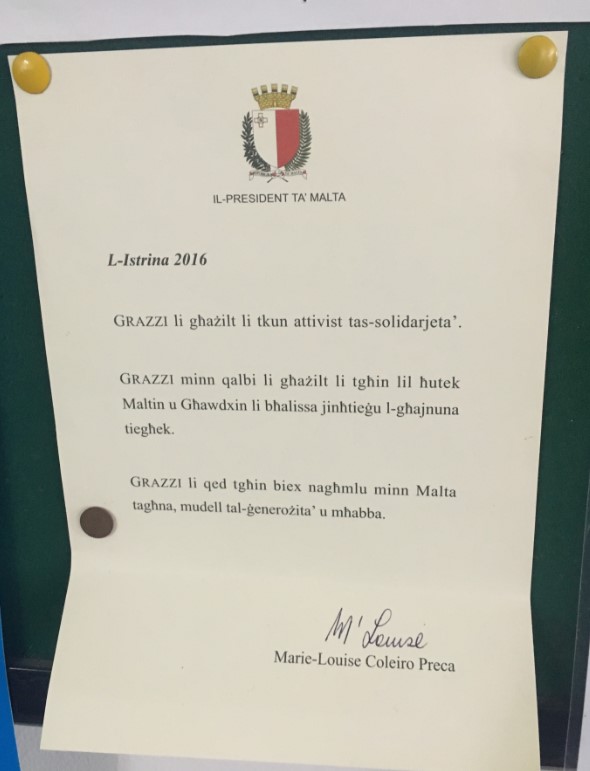 IL-PRESIDENT TA' MALTA
L-Istrina 2016
GRAZZI li għażilt li tkun attivist tas-solidarjeta'.
GRAZZI minn qalbi li għażilt li tgħin lil ħutek
Maltin u Għawdxin li bħalissa jinħtieġu l-għajnuna
tiegħek.
GRAZZI li qed tgħin biex nagħmlu minn Malta
tagħna, mudell tal-ġenerożita' u mħabba.
M' Louise
Marie-Louise Coleiro Preca